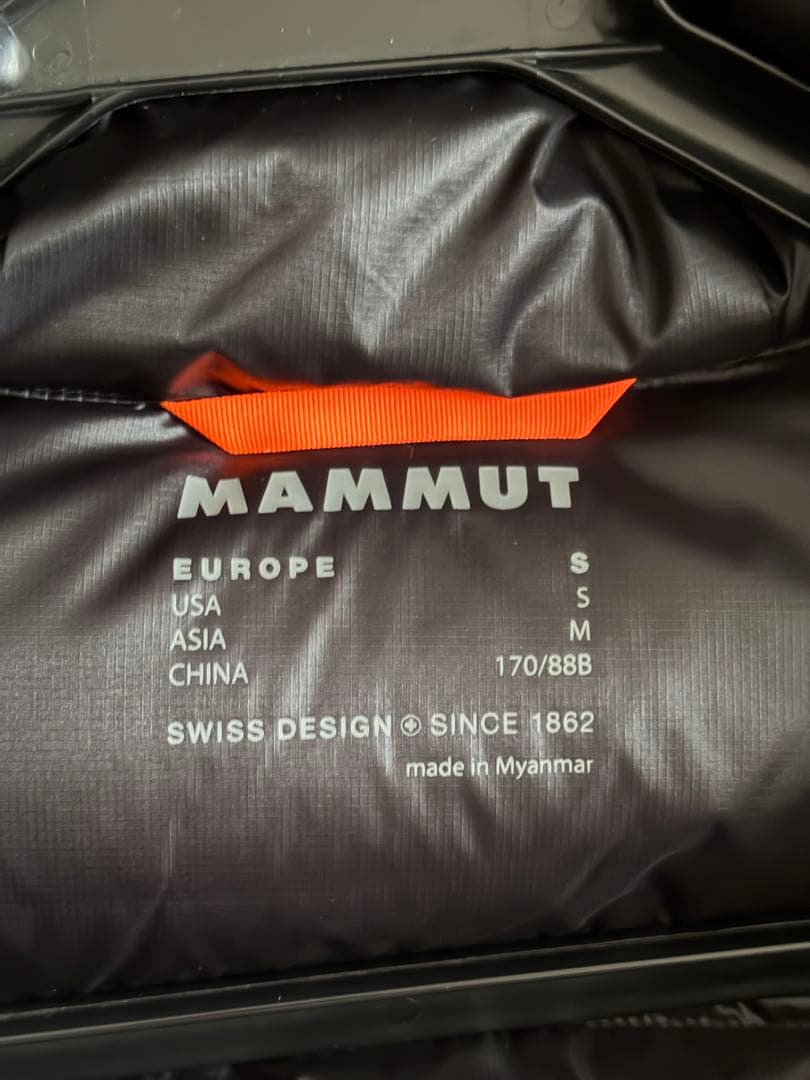 MAMMUT
EUROPE S
USA S
ASIA M
CHINA 170/88B
SWISS DESIGN SINCE 1862
made in Myanmar